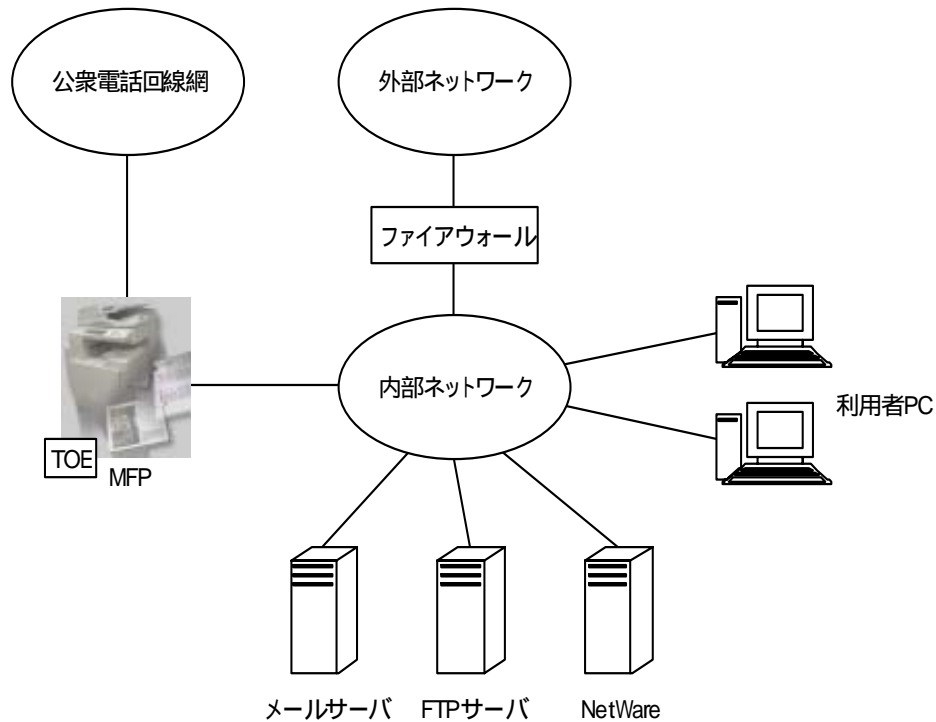 公衆電話回線網
外部ネットワーク
ファイアウォール
内部ネットワーク
利用者PC
TOE
MFP
メールサーバ
FTPサーバ
NetWare